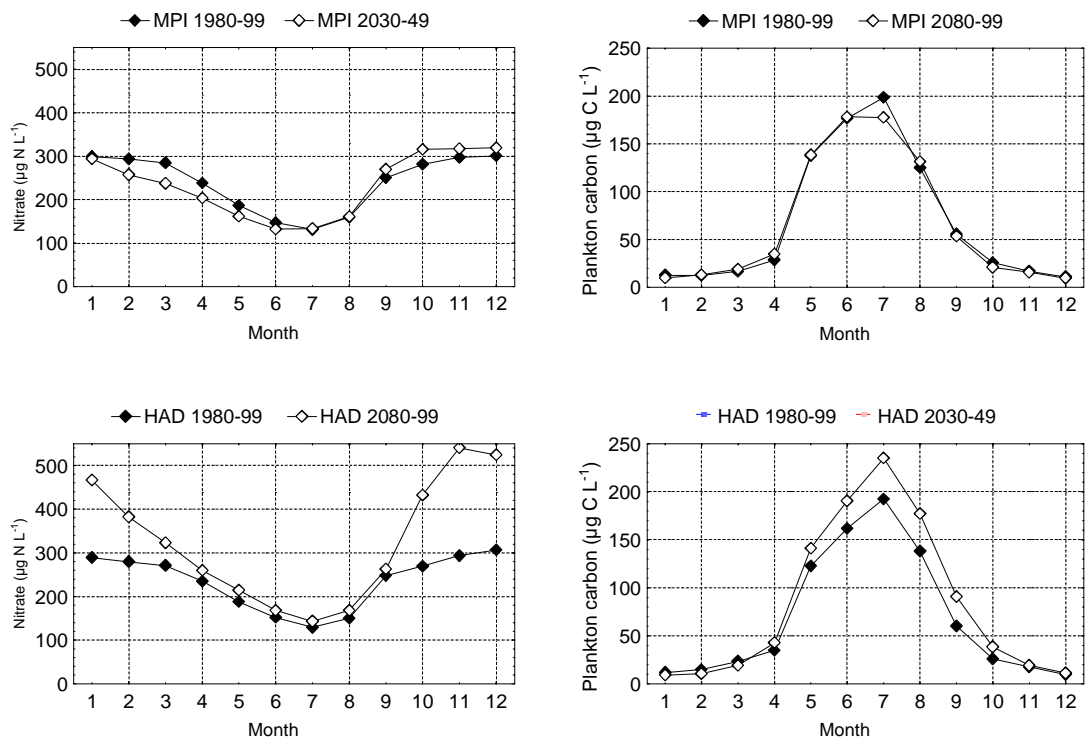 MPI 1980-99 MPI 2030-49
500
400
300
200
100
0
Nitrate (µg N L-1)
1 2 3 4 5 6 7 8 9 10 11 12
Month
MPI 1980-99 MPI 2080-99
250
200
150
100
50
0
Plankton carbon (µg C L-1)
1 2 3 4 5 6 7 8 9 10 11 12
Month
HAD 1980-99 HAD 2080-99
500
400
300
200
100
0
Nitrate (µg N L-1)
1 2 3 4 5 6 7 8 9 10 11 12
Month
HAD 1980-99 HAD 2030-49
250
200
150
100
50
0
Plankton carbon (µg C L-1)
1 2 3 4 5 6 7 8 9 10 11 12
Month